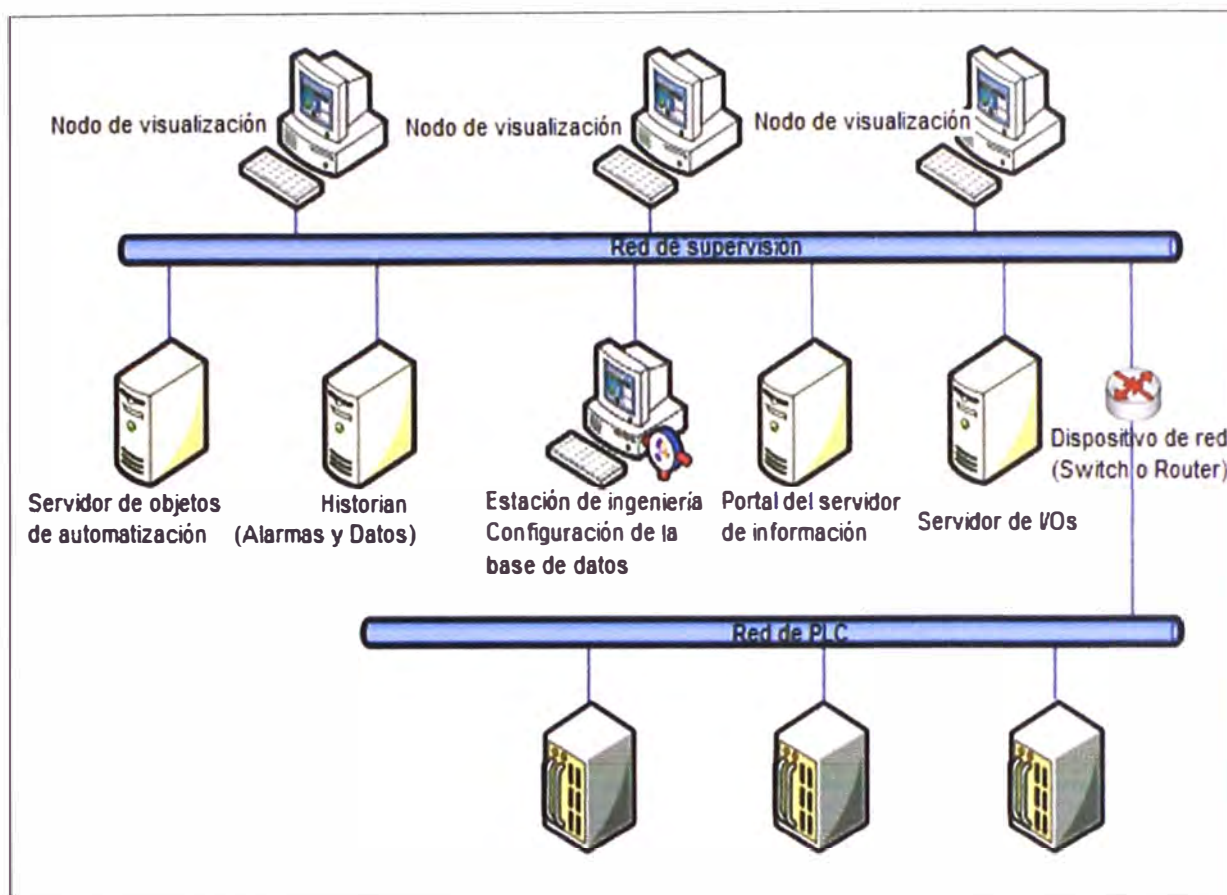 Nodo de visualización
Nodo de visualización
Nodo de visualización
Red de supervisión
Servidor de objetos
de automatización
Historian
(Alarmas y Datos)
Estación de ingeniería
Configuración de la
base de datos
Portal del servidor
de información
Servidor de I/Os
Dispositivo de red
(Switch o Router)
Red de PLC